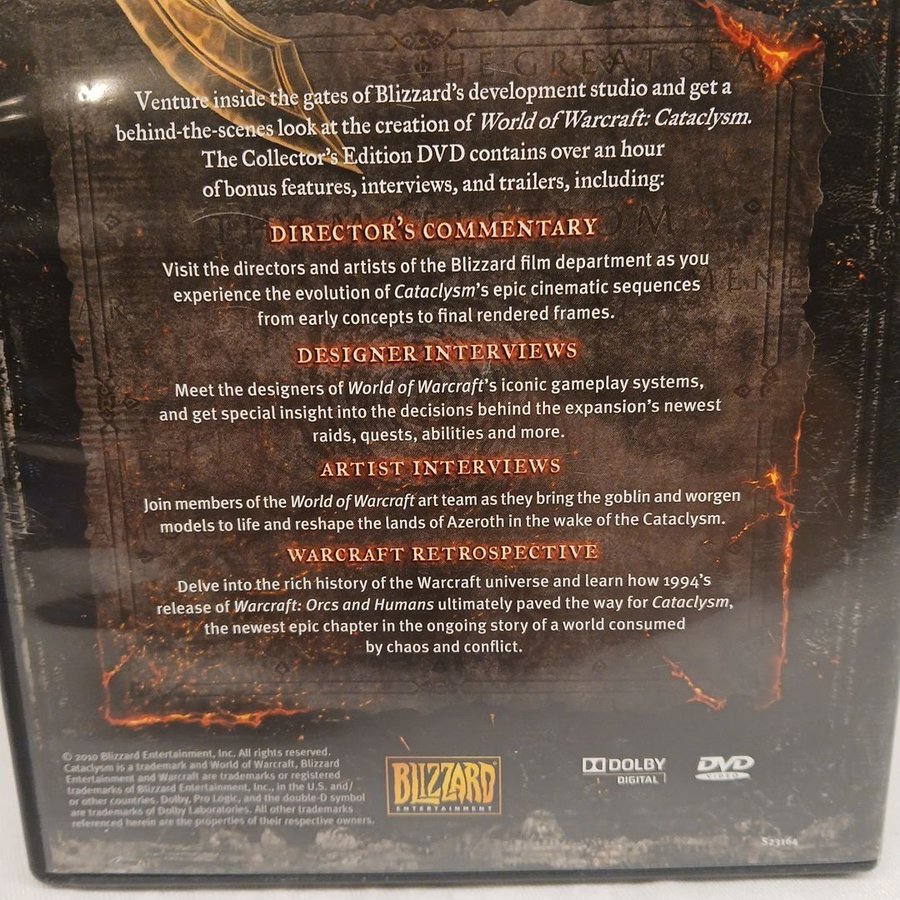 THE GREAT SEA
Venture inside the gates of Blizzard's development studio and get a
behind-the-scenes look at the creation of World of Warcraft: Cataclysm.
The Collector's Edition DVD contains over an hour
of bonus features, interviews, and trailers, including:
DIRECTOR'S COMMENTARY
Visit the directors and artists of the Blizzard film department as you
experience the evolution of Cataclysm's epic cinematic sequences
from early concepts to final rendered frames.
DESIGNER INTERVIEWS
Meet the designers of World of Warcraft's iconic gameplay systems,
and get special insight into the decisions behind the expansion's newest
raids, quests, abilities and more.
ARTIST INTERVIEWS
Join members of the World of Warcraft art team as they bring the goblin and worgen
models to life and reshape the lands of Azeroth in the wake of the Cataclysm.
WARCRAFT RETROSPECTIVE
Delve into the rich history of the Warcraft universe and learn how 1994's
release of Warcraft: Orcs and Humans ultimately paved the way for Cataclysm,
the newest epic chapter in the ongoing story of a world consumed
by chaos and conflict.
© 2010 Blizzard Entertainment, Inc. All rights reserved.
Cataclysm is a trademark and World of Warcraft, Blizzard
Entertainment and Warcraft are trademarks or registered
trademarks of Blizzard Entertainment, Inc., in the U.S. and/
or other countries. Dolby, Pro Logic, and the double-D symbol
are trademarks of Dolby Laboratories. All other trademarks
referenced herein are the properties of their respective owners.
BLIZZARD
ENTERTAINMENT
DOLBY
DIGITAL
DVD
VIDEO
S23164